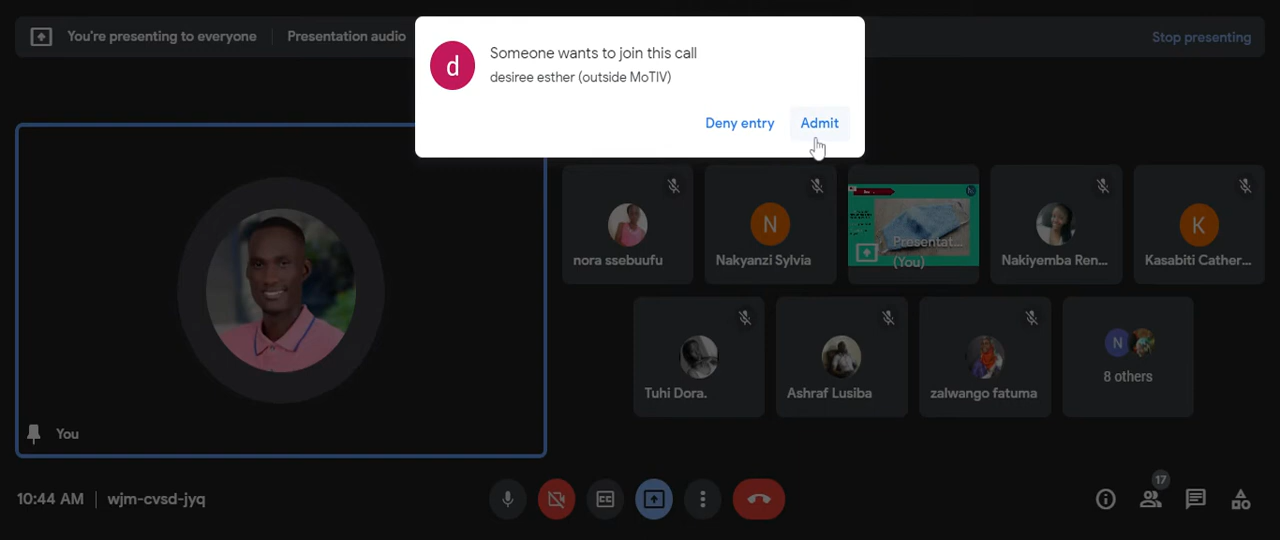 You're presenting to everyone
Presentation audio
Stop presenting
d
Someone wants to join this call
desiree esther (outside MoTIV)
Deny entry
Admit
nora ssebuufu
N
Nakyanzi Sylvia
Presentat...
(You)
Nakiyemba Ren...
K
Kasabiti Cather...
Tuhi Dora.
Ashraf Lusiba
zalwango fatuma
N
8 others
You
10:44 AM
wjm-cvsd-jyq
17